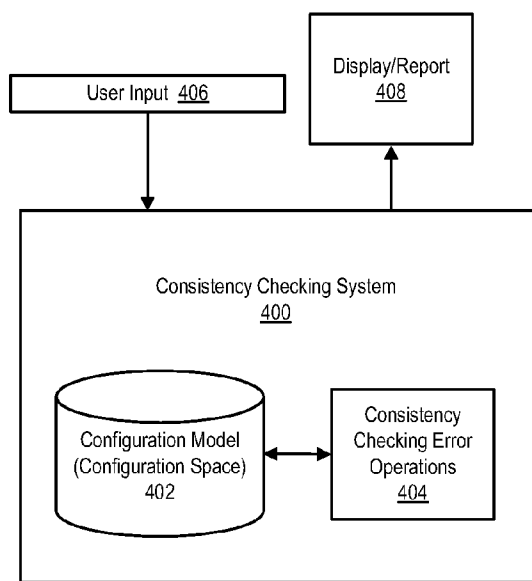 Display/Report
408
User Input 406
Consistency Checking System
400
Configuration Model
(Configuration Space)
402
Consistency
Checking Error
Operations
404